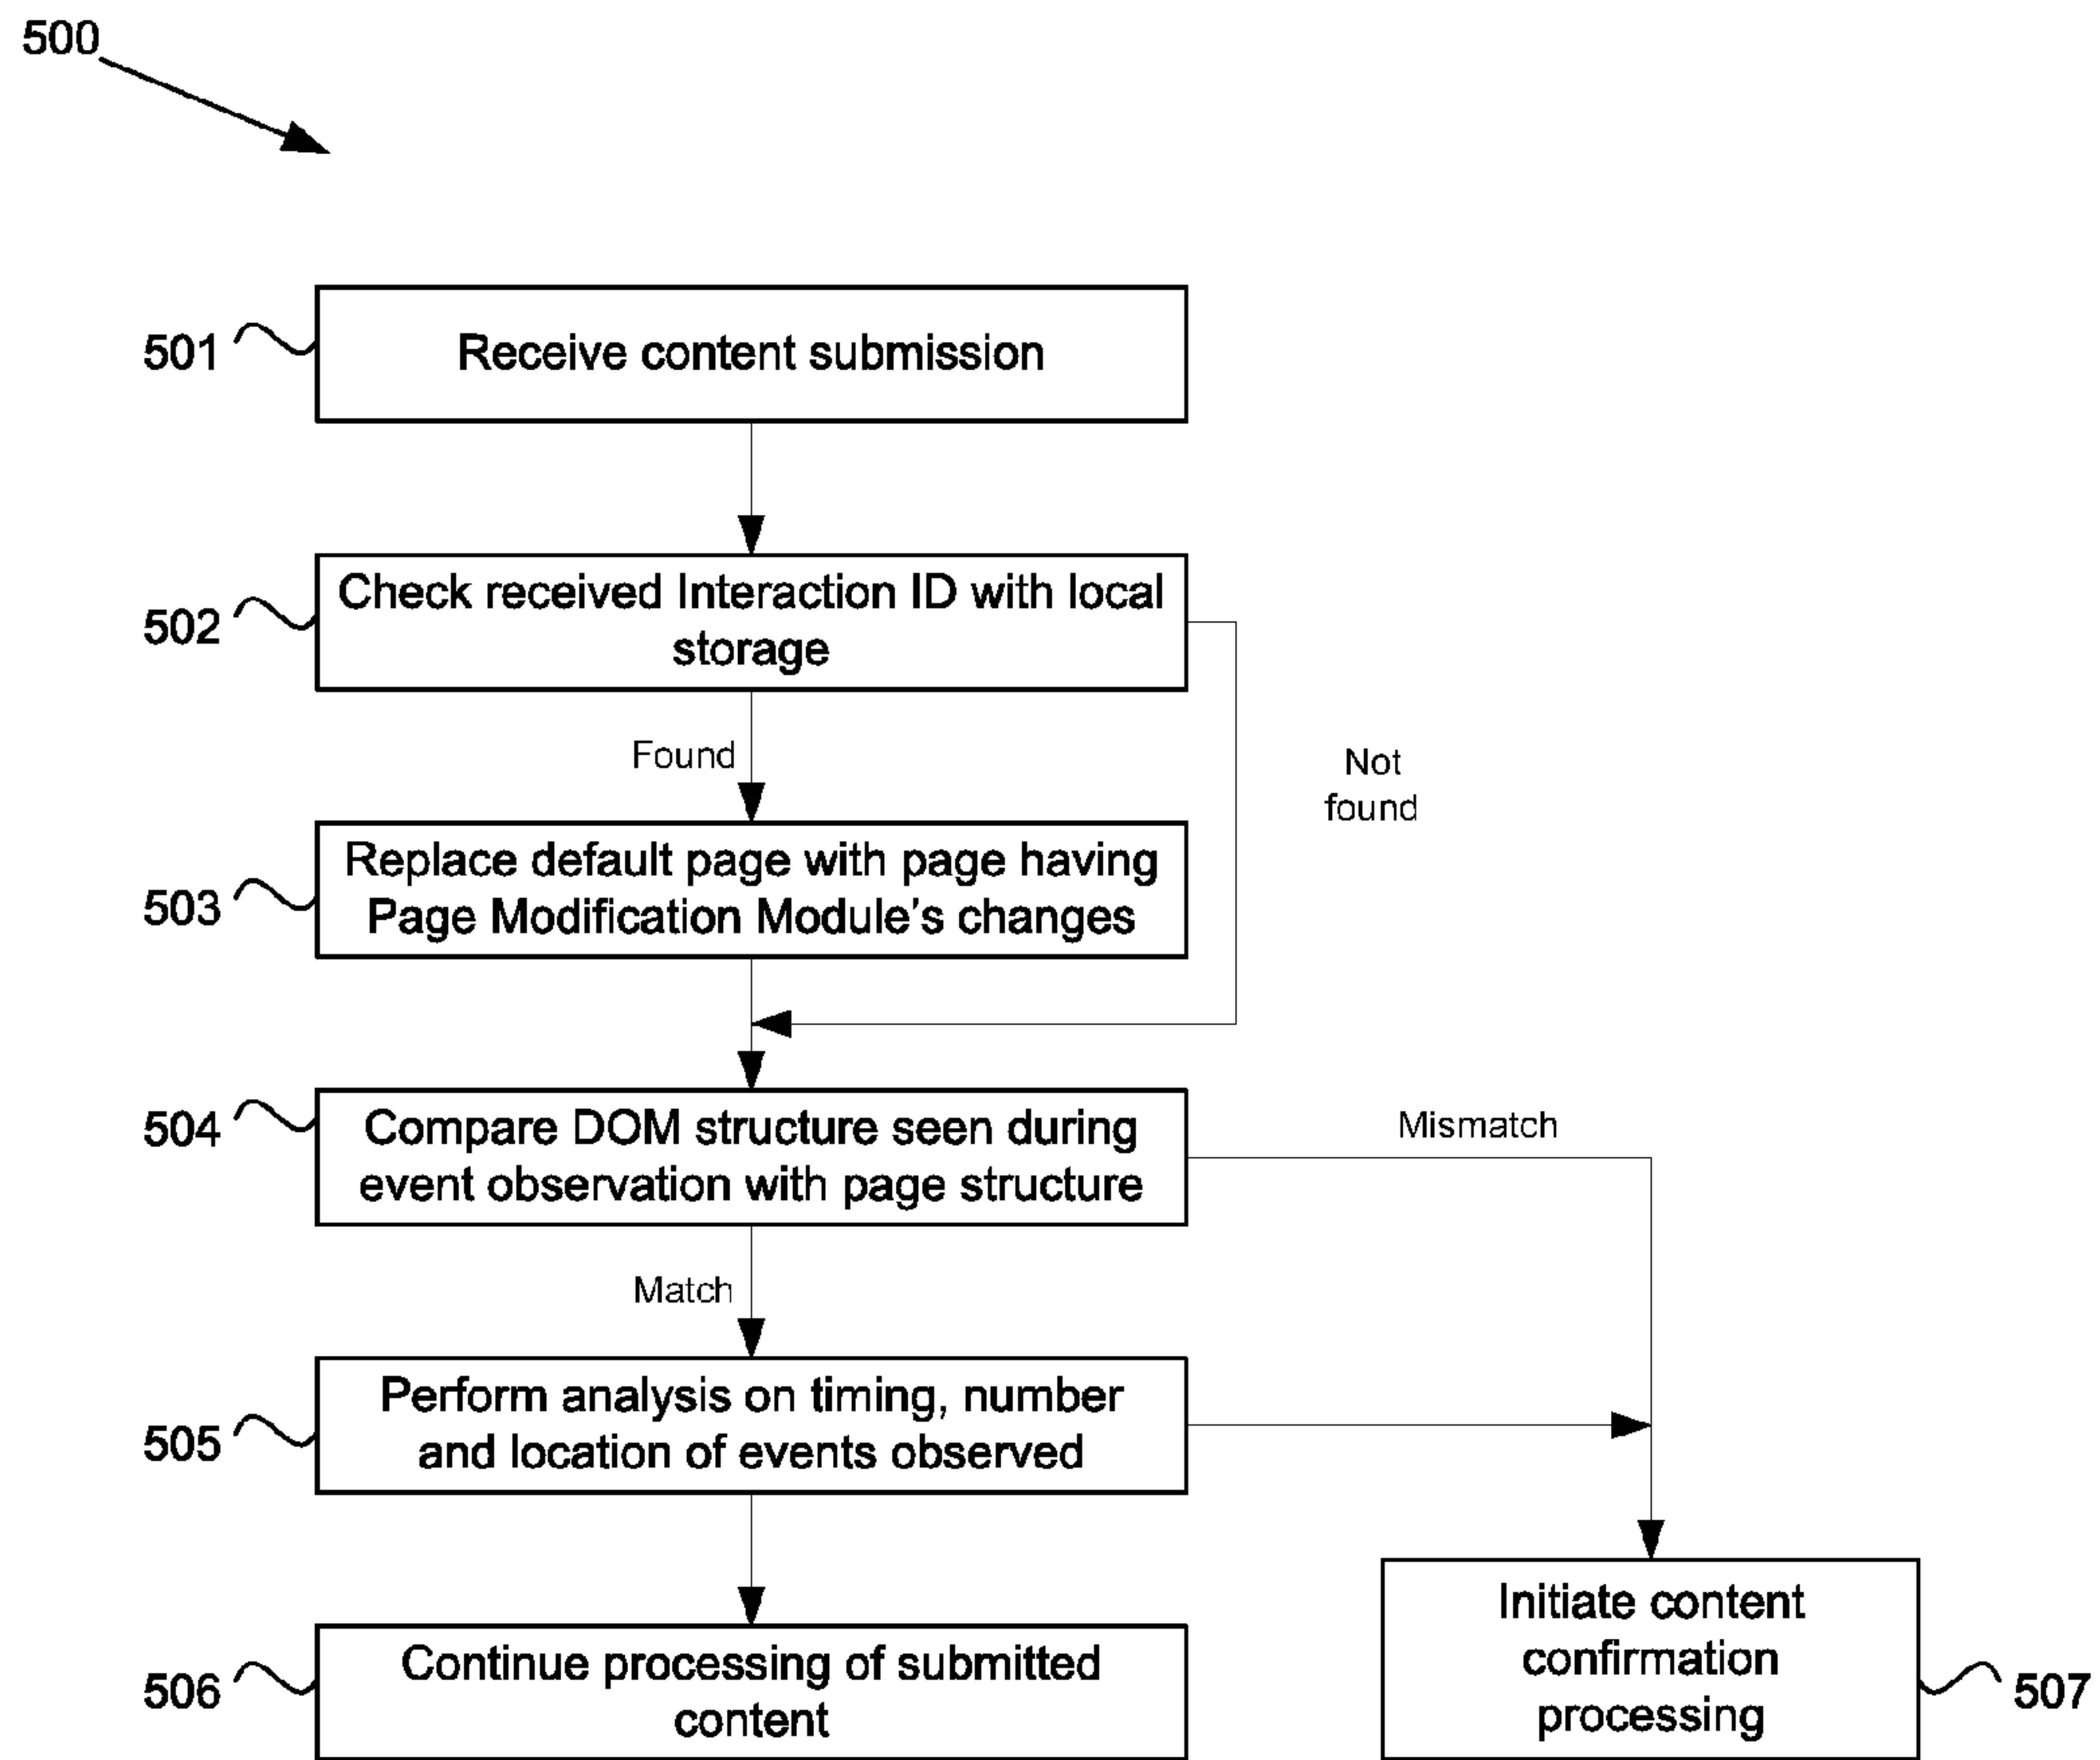 500
501
Receive content submission
502
Check received Interaction ID with local
storage
Found
Not
found
503
Replace default page with page having
Page Modification Module's changes
504
Compare DOM structure seen during
event observation with page structure
Mismatch
Match
505
Perform analysis on timing, number
and location of events observed
506
Continue processing of submitted
content
Initiate content
confirmation
processing
507